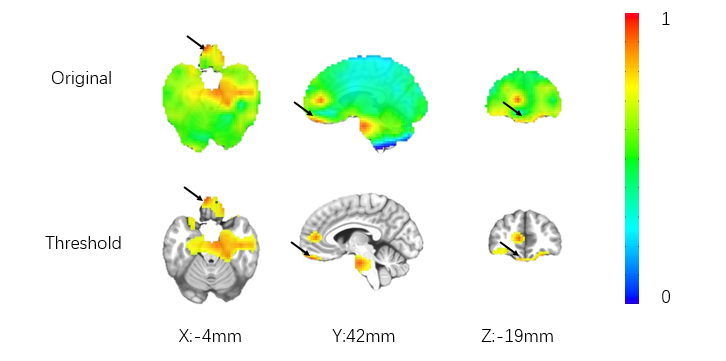 1
Original
Threshold
0
X:-4mm Y:42mm Z:-19mm